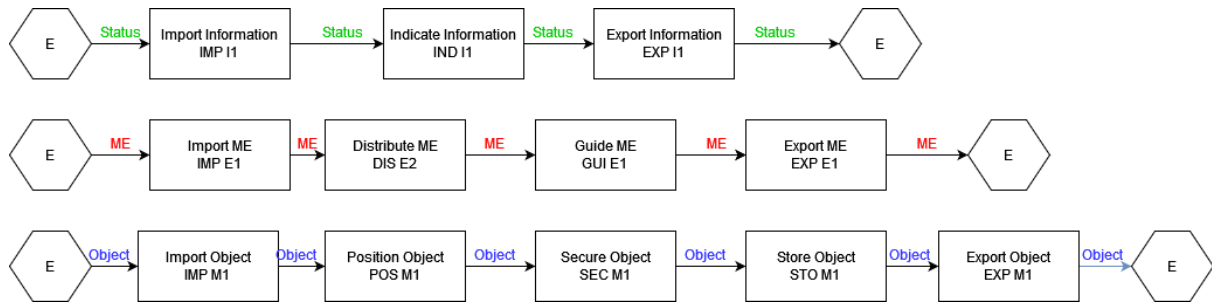 E
Status
Import Information
IMP I1
Status
Indicate Information
IND I1
Status
Export Information
EXP I1
Status
E
E
ME
Import ME
IMP E1
ME
Distribute ME
DIS E2
ME
Guide ME
GUI E1
ME
Export ME
EXP E1
ME
E
E
Object
Import Object
IMP M1
Object
Position Object
POS M1
Object
Secure Object
SEC M1
Object
Store Object
STO M1
Object
Export Object
EXP M1
Object
E